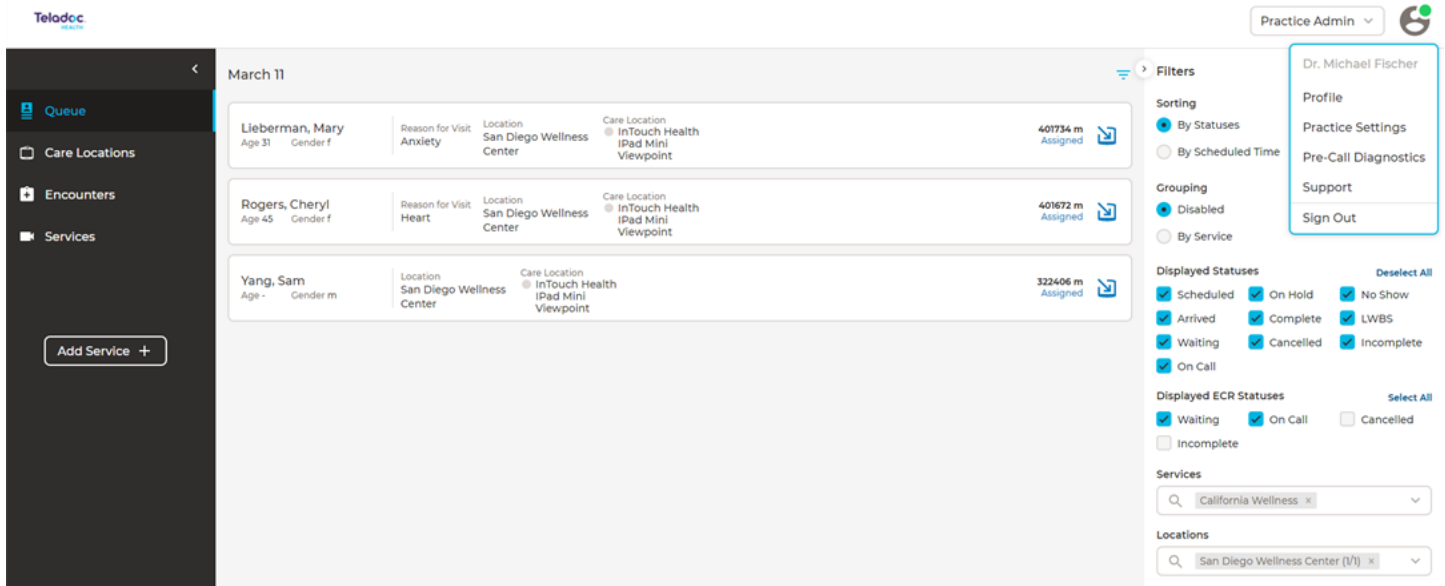 Teladoc
HEALTH
Practice Admin
Dr. Michael Fischer
Profile
Practice Settings
Pre-Call Diagnostics
Support
Sign Out
Queue
Care Locations
Encounters
Services
Add Service +
March 11
Lieberman, Mary
Age 31 Gender f
Reason for Visit
Anxiety
Location
San Diego Wellness
Center
Care Location
InTouch Health
IPad Mini
Viewpoint
401734 m
Assigned
Rogers, Cheryl
Age 45 Gender f
Reason for Visit
Heart
Location
San Diego Wellness
Center
Care Location
InTouch Health
IPad Mini
Viewpoint
401672 m
Assigned
Yang, Sam
Age - Gender m
Location
San Diego Wellness
Center
Care Location
InTouch Health
IPad Mini
Viewpoint
322406 m
Assigned
Filters
Sorting
By Statuses
By Scheduled Time
Grouping
Disabled
By Service
Displayed Statuses Deselect All
Scheduled On Hold No Show
Arrived Complete LWBS
Waiting Cancelled Incomplete
On Call
Displayed ECR Statuses Select All
Waiting On Call Cancelled
Incomplete
Services
California Wellness ×
Locations
San Diego Wellness Center (1/1) ×